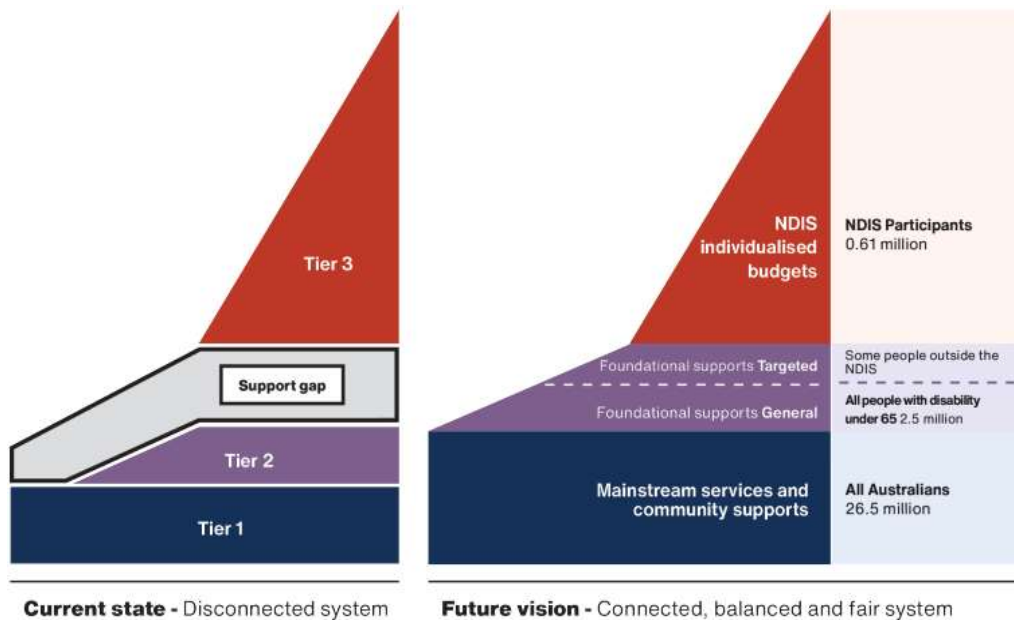 Tier 3
Support gap
Tier 2
Tier 1
Current state - Disconnected system
NDIS
individualised
budgets
NDIS Participants
0.61 million
Foundational supports Targeted
Some people outside the
NDIS
Foundational supports General
All people with disability
under 65 2.5 million
Mainstream services and
community supports
All Australians
26.5 million
Future vision - Connected, balanced and fair system